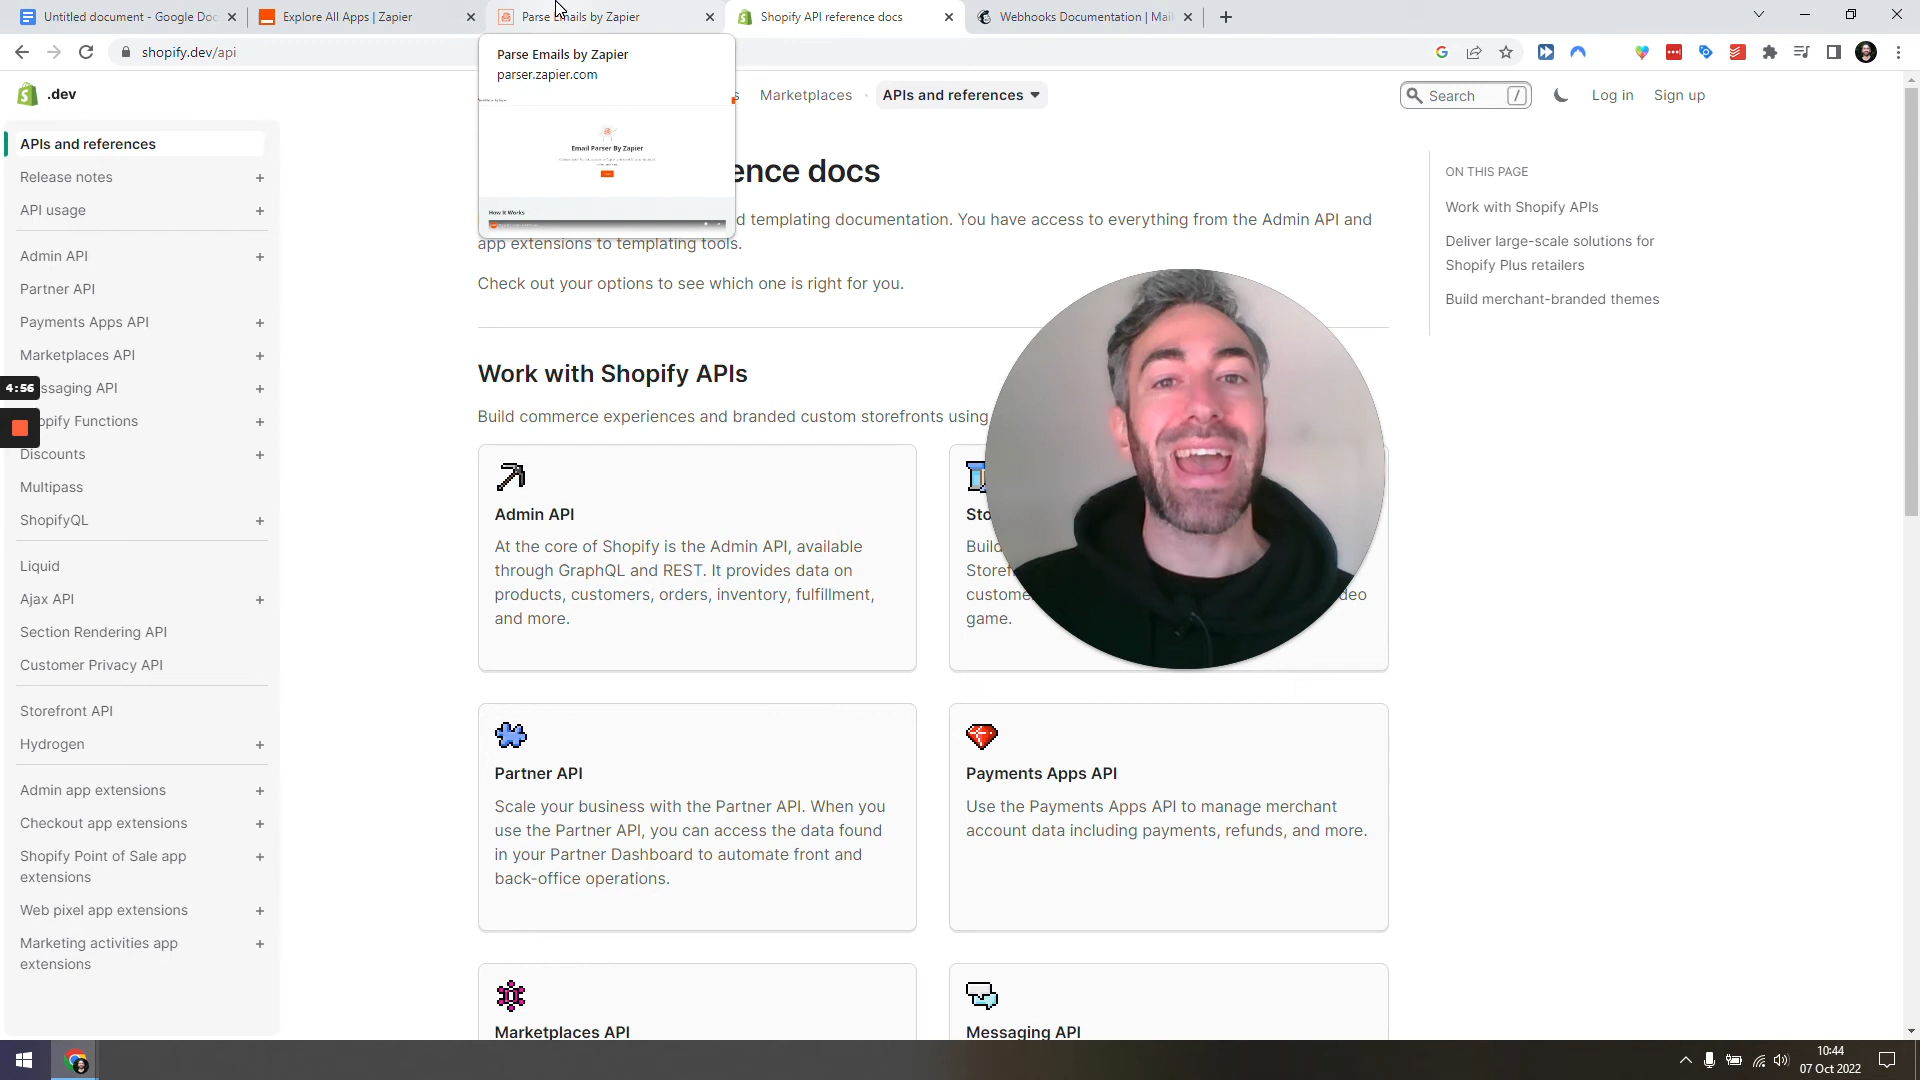 Untitled document - Google Doc
Explore All Apps | Zapier
Parse Emails by Zapier
Shopify API reference docs
Webhooks Documentation | Mai
shopify.dev/api
Parse Emails by Zapier
parser.zapier.com
Email Parser By Zapier
How It Works
.dev
s
Marketplaces
APIs and references
Search
/
Log in
Sign up
APIs and references
Release notes
API usage
Admin API
Partner API
Payments Apps API
Marketplaces API
ssaging API
opify Functions
Discounts
Multipass
ShopifyQL
Liquid
Ajax API
Section Rendering API
Customer Privacy API
Storefront API
Hydrogen
Admin app extensions
Checkout app extensions
Shopify Point of Sale app
extensions
Web pixel app extensions
Marketing activities app
extensions
4:56
ence docs
d templating documentation. You have access to everything from the Admin API and
app extensions to templating tools.
Check out your options to see which one is right for you.
Work with Shopify APIs
Build commerce experiences and branded custom storefronts using
Admin API
At the core of Shopify is the Admin API, available
through GraphQL and REST. It provides data on
products, customers, orders, inventory, fulfillment,
and more.
Sto
Build
Storef
custome
deo
game.
Partner API
Scale your business with the Partner API. When you
use the Partner API, you can access the data found
in your Partner Dashboard to automate front and
back-office operations.
Payments Apps API
Use the Payments Apps API to manage merchant
account data including payments, refunds, and more.
Marketplaces API
Messaging API
ON THIS PAGE
Work with Shopify APIs
Deliver large-scale solutions for
Shopify Plus retailers
Build merchant-branded themes
10:44
07 Oct 2022